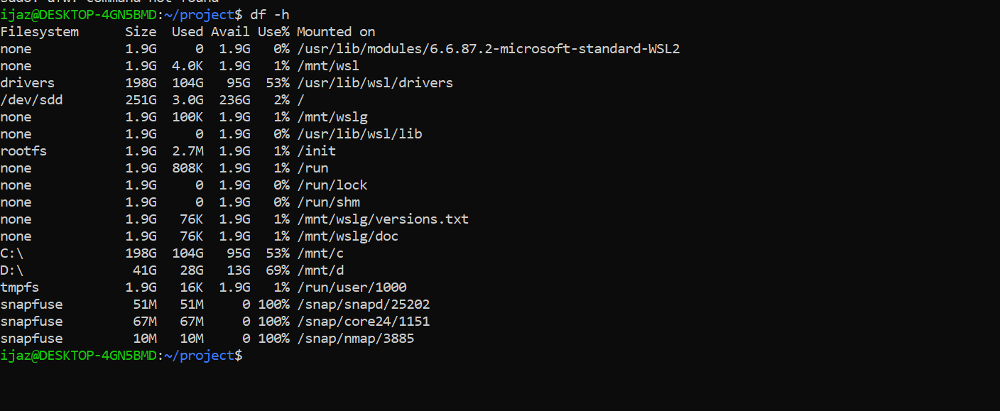 sudo: ufw: command not found
ijaz@DESKTOP-4GN5BMD:~/project$ df -h
Filesystem      Size  Used Avail Use% Mounted on
none            1.9G     0  1.9G   0% /usr/lib/modules/6.6.87.2-microsoft-standard-WSL2
none            1.9G  4.0K  1.9G   1% /mnt/wsl
drivers         198G  104G   95G  53% /usr/lib/wsl/drivers
/dev/sdd        251G  3.0G  236G   2% /
none            1.9G  100K  1.9G   1% /mnt/wslg
none            1.9G     0  1.9G   0% /usr/lib/wsl/lib
rootfs          1.9G  2.7M  1.9G   1% /init
none            1.9G  808K  1.9G   1% /run
none            1.9G     0  1.9G   0% /run/lock
none            1.9G     0  1.9G   0% /run/shm
none            1.9G   76K  1.9G   1% /mnt/wslg/versions.txt
none            1.9G   76K  1.9G   1% /mnt/wslg/doc
C:\             198G  104G   95G  53% /mnt/c
D:\              41G   28G   13G  69% /mnt/d
tmpfs           1.9G   16K  1.9G   1% /run/user/1000
snapfuse         51M   51M     0 100% /snap/snapd/25202
snapfuse         67M   67M     0 100% /snap/core24/1151
snapfuse         10M   10M     0 100% /snap/nmap/3885
ijaz@DESKTOP-4GN5BMD:~/project$